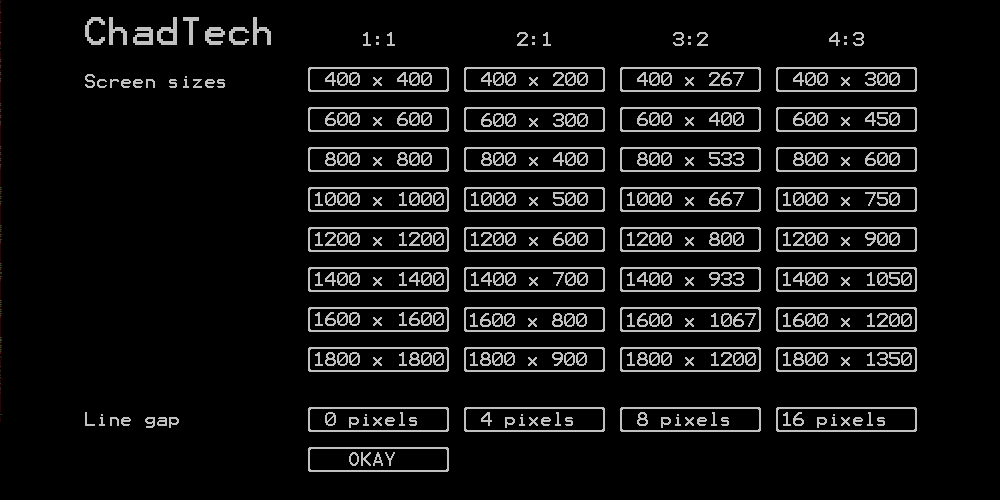 ChadTech 1:1 2:1 3:2 4:3
Screen sizes 400 x 400 400 x 200 400 x 267 400 x 300
600 x 600 600 x 300 600 x 400 600 x 450
800 x 800 800 x 400 800 x 533 800 x 600
1000 x 1000 1000 x 500 1000 x 667 1000 x 750
1200 x 1200 1200 x 600 1200 x 800 1200 x 900
1400 x 1400 1400 x 700 1400 x 933 1400 x 1050
1600 x 1600 1600 x 800 1600 x 1067 1600 x 1200
1800 x 1800 1800 x 900 1800 x 1200 1800 x 1350
Line gap 0 pixels 4 pixels 8 pixels 16 pixels
OKAY